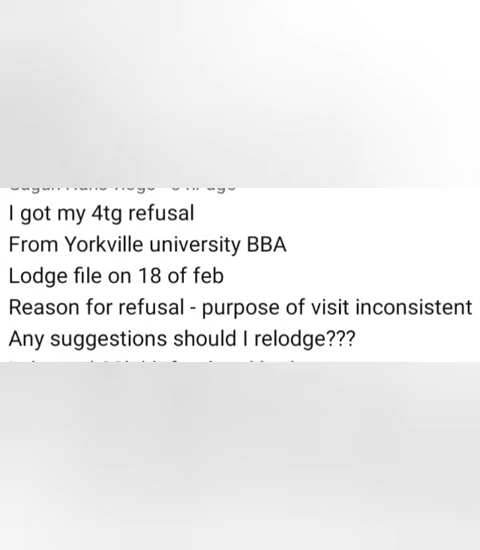 I got my 4tg refusal
From Yorkville university BBA
Lodge file on 18 of feb
Reason for refusal - purpose of visit inconsistent
Any suggestions should I relodge???